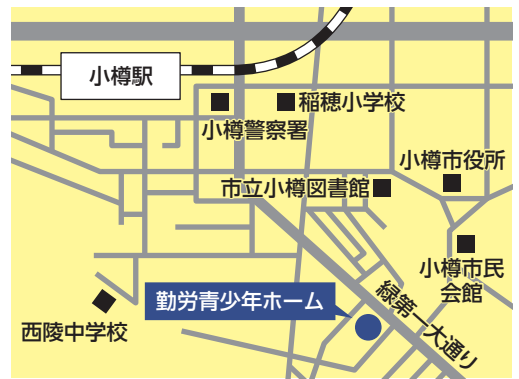 小樽駅
稲穂小学校
小樽警察署
小樽市役所
市立小樽図書館
小樽市民
会館
勤労青少年ホーム
緑第一大通り
西陵中学校